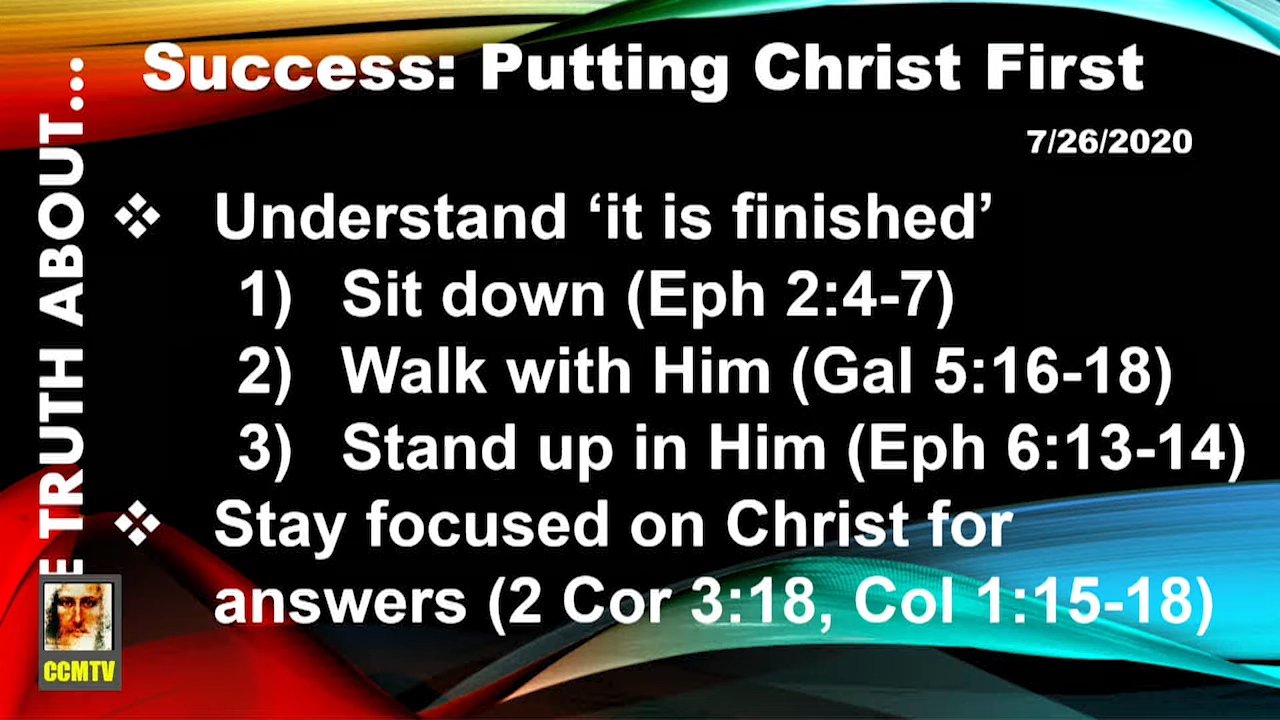 Success: Putting Christ First
7/26/2020
E TRUTH ABOUT...
❖ Understand ‘it is finished’
1) Sit down (Eph 2:4-7)
2) Walk with Him (Gal 5:16-18)
3) Stand up in Him (Eph 6:13-14)
❖ Stay focused on Christ for
answers (2 Cor 3:18, Col 1:15-18)
CCMTV